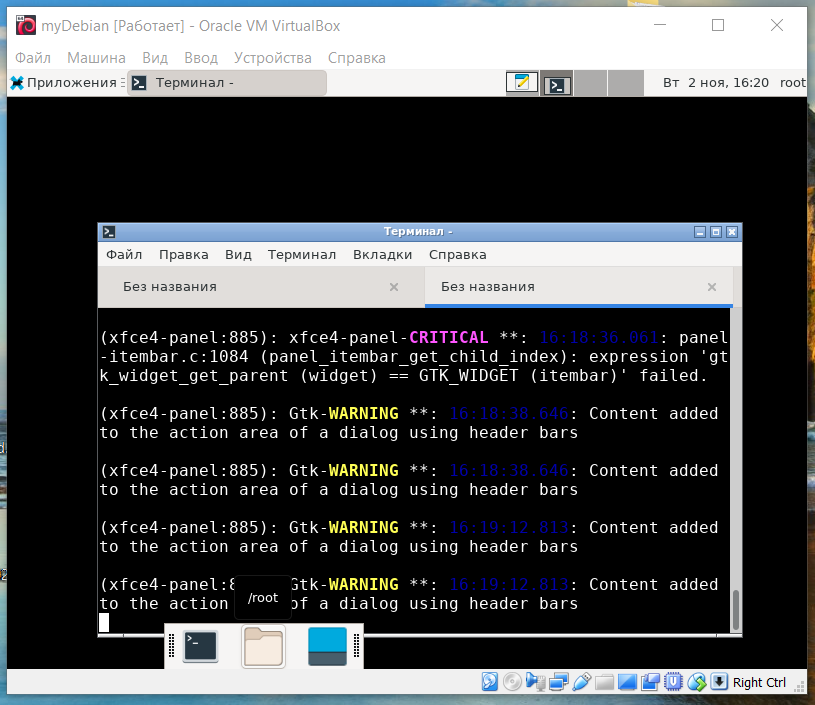 myDebian [Работает] - Oracle VM VirtualBox
Файл Машина Вид Ввод Устройства Справка
Приложения Терминал - Вт 2 ноя, 16:20 root
Терминал -
Файл Правка Вид Терминал Вкладки Справка
Без названия Без названия
(xfce4-panel:885): xfce4-panel-CRITICAL **: 16:18:36.061: panel
-itembar.c:1084 (panel_itembar_get_child_index): expression 'gt
k_widget_get_parent (widget) == GTK_WIDGET (itembar)' failed.
(xfce4-panel:885): Gtk-WARNING **: 16:18:38.646: Content added
to the action area of a dialog using header bars
(xfce4-panel:885): Gtk-WARNING **: 16:18:38.646: Content added
to the action area of a dialog using header bars
(xfce4-panel:885): Gtk-WARNING **: 16:19:12.813: Content added
to the action area of a dialog using header bars
(xfce4-panel:8 Gtk-WARNING **: 16:19:12.813: Content added
to the action of a dialog using header bars
/root
Right Ctrl